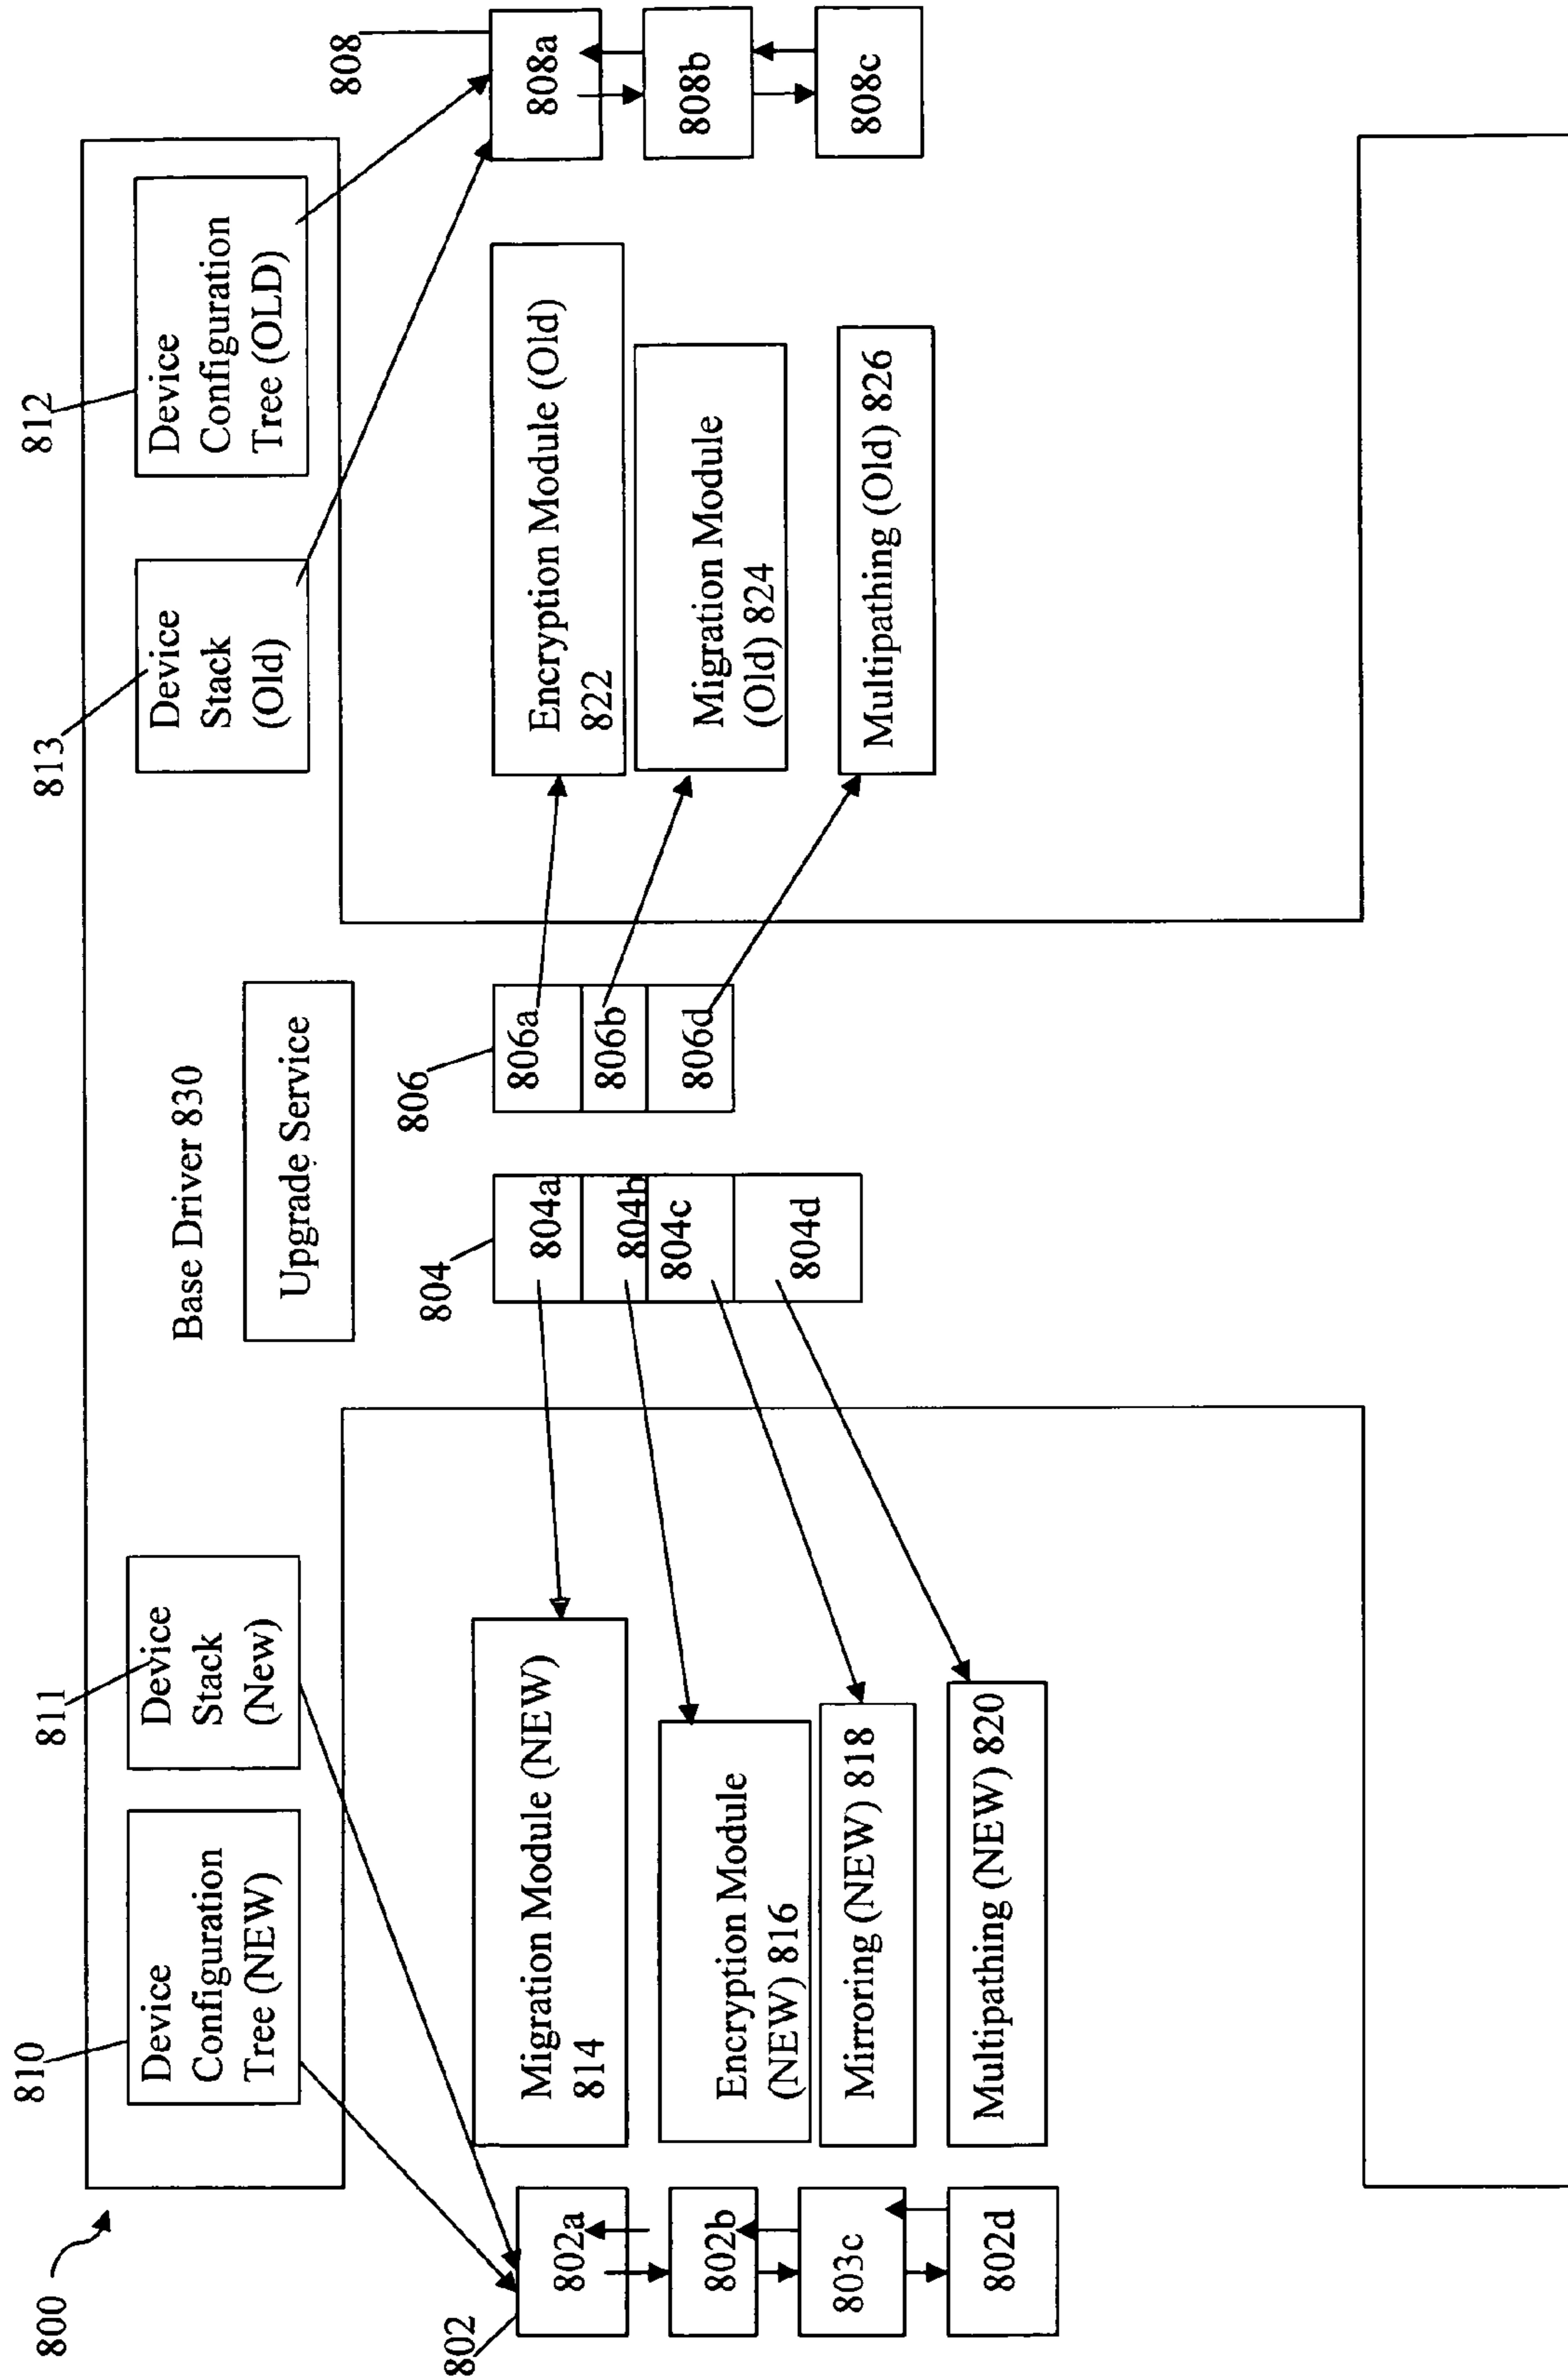 800
810
811
813
812
Device
Configuration
Tree (NEW)
Device
Stack
(New)
Base Driver 830
Upgrade Service
Device
Stack
(Old)
Device
Configuration
Tree (OLD)
808
802
802a
802b
803c
802d
Migration Module (NEW)
814
Encryption Module
(NEW) 816
Mirroring (NEW) 818
Multipathing (NEW) 820
804
804a
804b
804c
804d
806
806a
806b
806d
Encryption Module (Old)
822
Migration Module
(Old) 824
Multipathing (Old) 826
808a
808b
808c